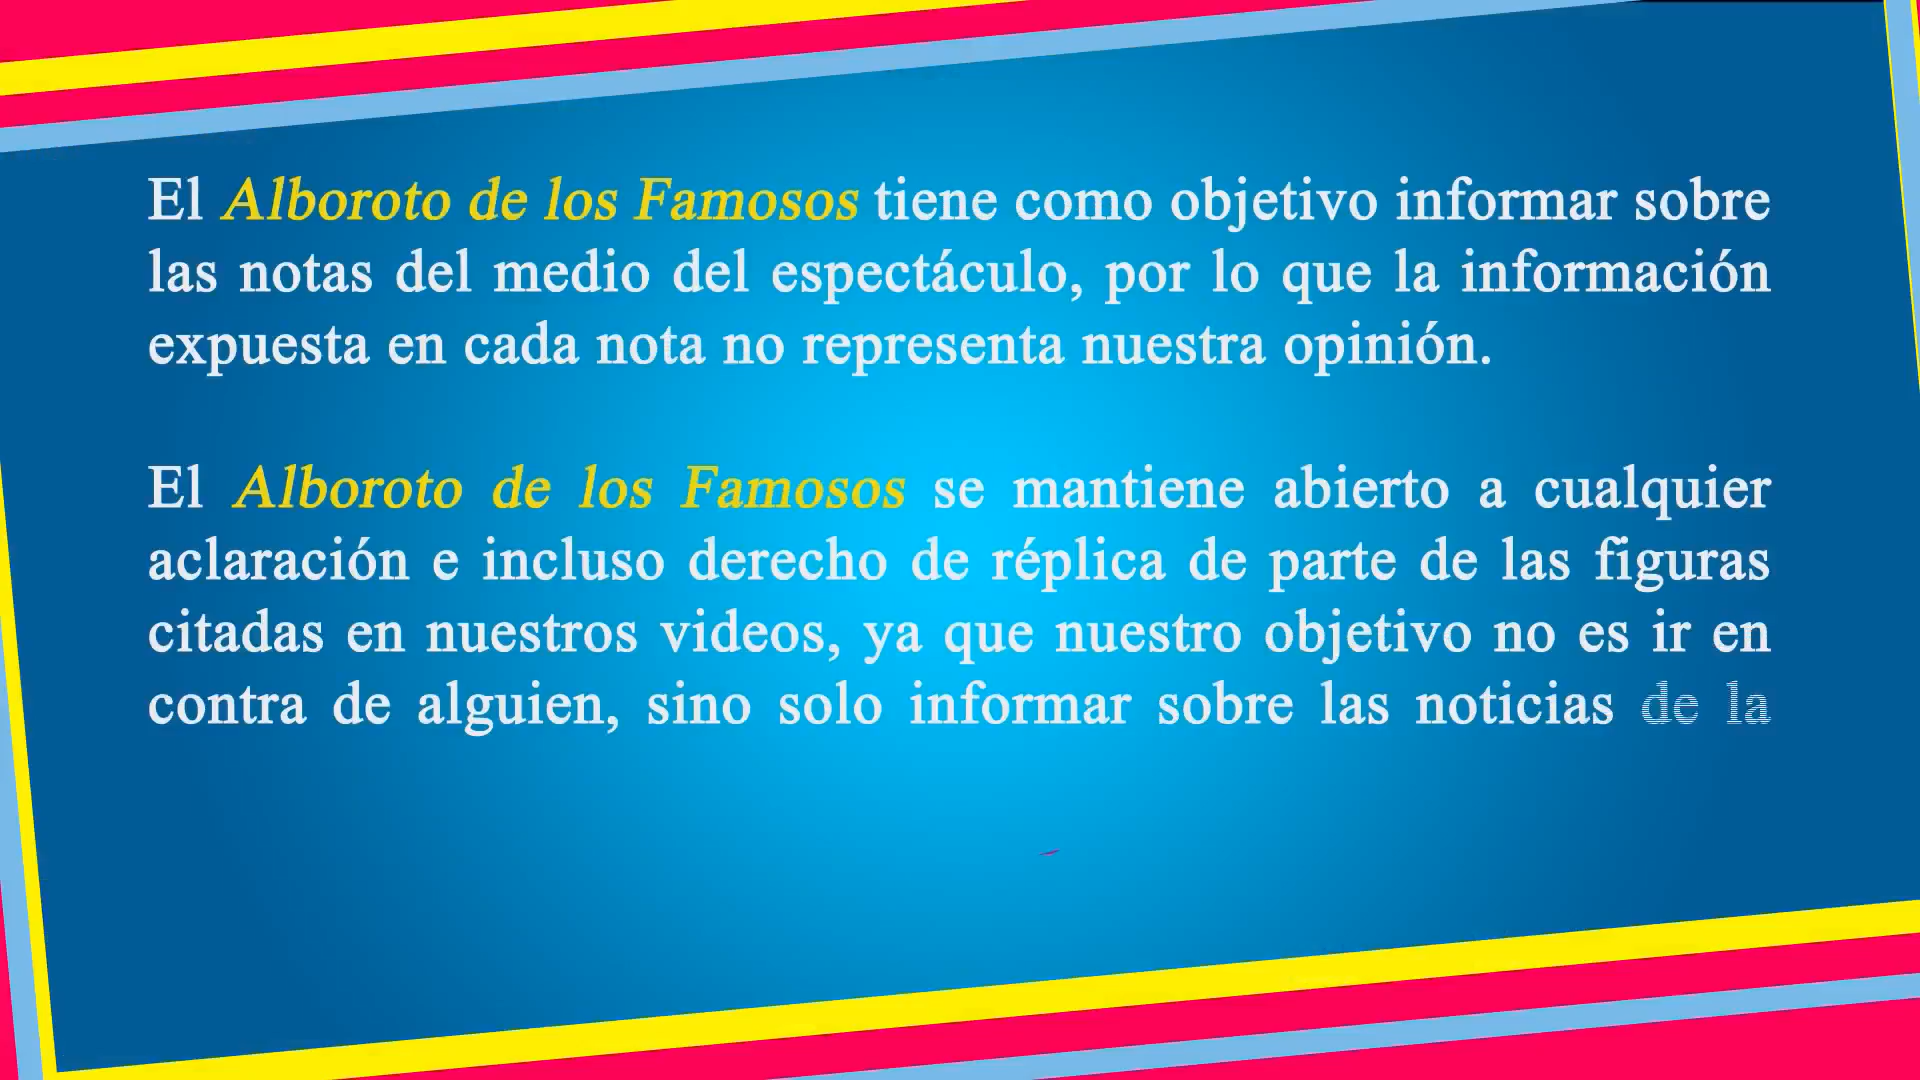 El Alboroto de los Famosos tiene como objetivo informar sobre
las notas del medio del espectáculo, por lo que la información
expuesta en cada nota no representa nuestra opinión.
El Alboroto de los Famosos se mantiene abierto a cualquier
aclaración e incluso derecho de réplica de parte de las figuras
citadas en nuestros videos, ya que nuestro objetivo no es ir en
contra de alguien, sino solo informar sobre las noticias de la